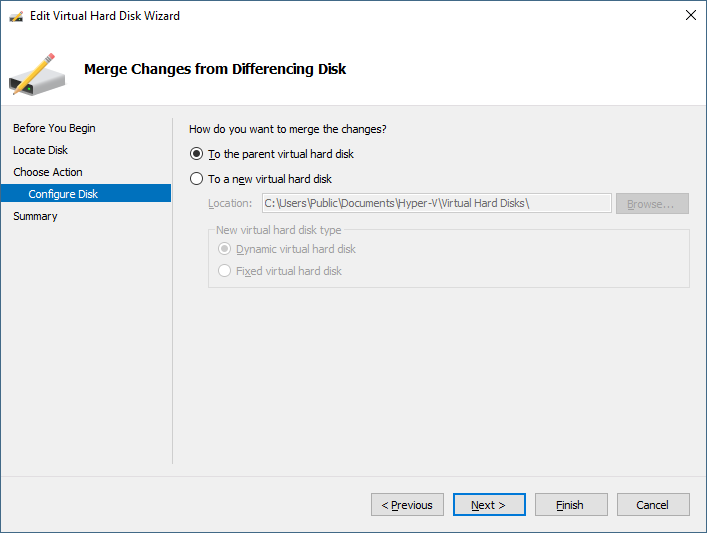 Edit Virtual Hard Disk Wizard
Merge Changes from Differencing Disk
Before You Begin
Locate Disk
Choose Action
Configure Disk
Summary
How do you want to merge the changes?
To the parent virtual hard disk
To a new virtual hard disk
Location: C:\Users\Public\Documents\Hyper-V\Virtual Hard Disks\ Browse...
New virtual hard disk type
Dynamic virtual hard disk
Fixed virtual hard disk
< Previous Next > Finish Cancel